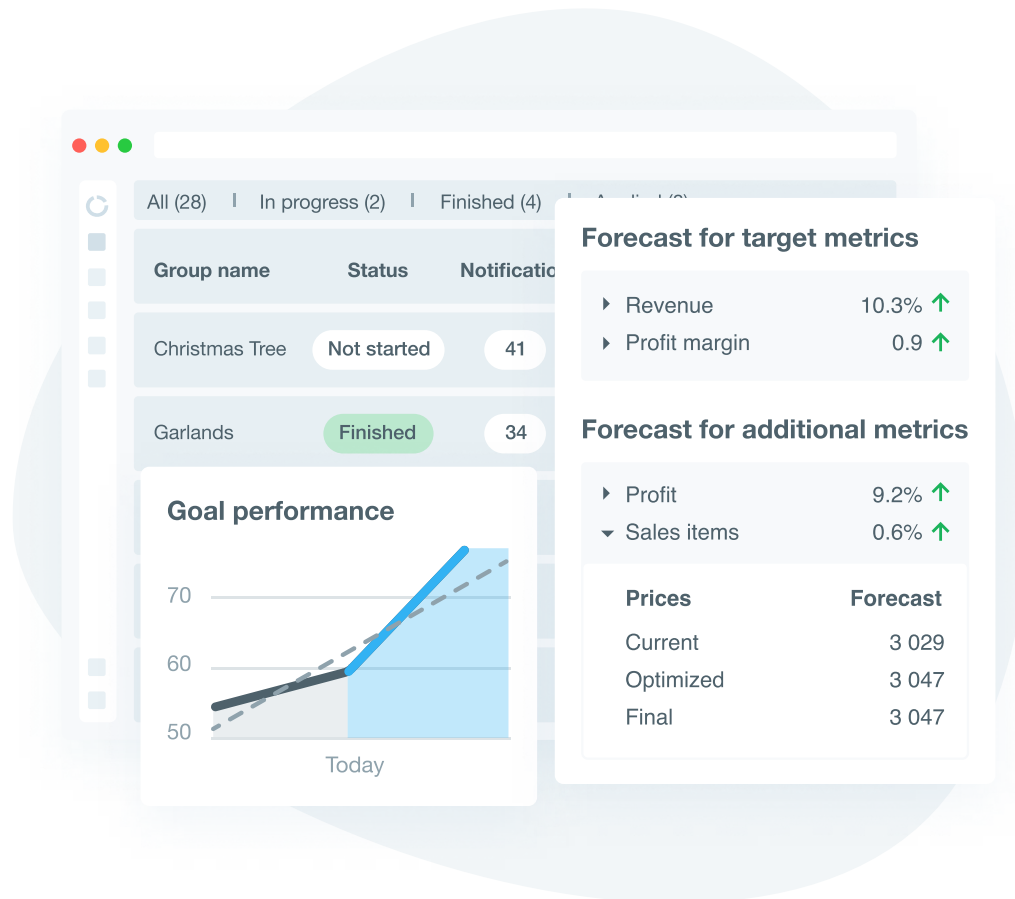 All (28) | In progress (2) | Finished (4) |
Group name Status
Christmas Tree Not started 41
Garlands Finished 34
Goal performance
70
60
50
Today
Forecast for target metrics
Revenue 10.3%
Profit margin 0.9
Forecast for additional metrics
Profit 9.2%
Sales items 0.6%
Prices Forecast
Current 3 029
Optimized 3 047
Final 3 047